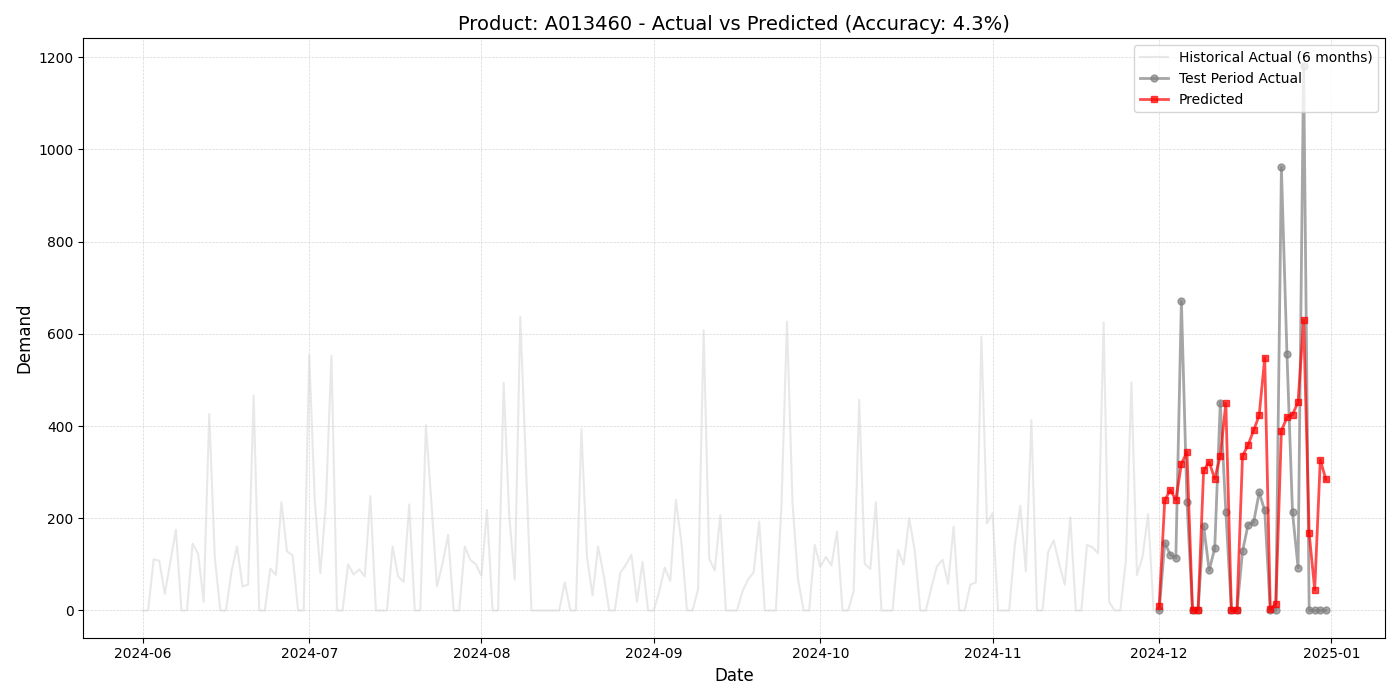 Product: A013460 - Actual vs Predicted (Accuracy: 4.3%)
Historical Actual (6 months)
Test Period Actual
Predicted
1200
1000
800
600
400
200
0
Demand
2024-06
2024-07
2024-08
2024-09
2024-10
2024-11
2024-12
2025-01
Date